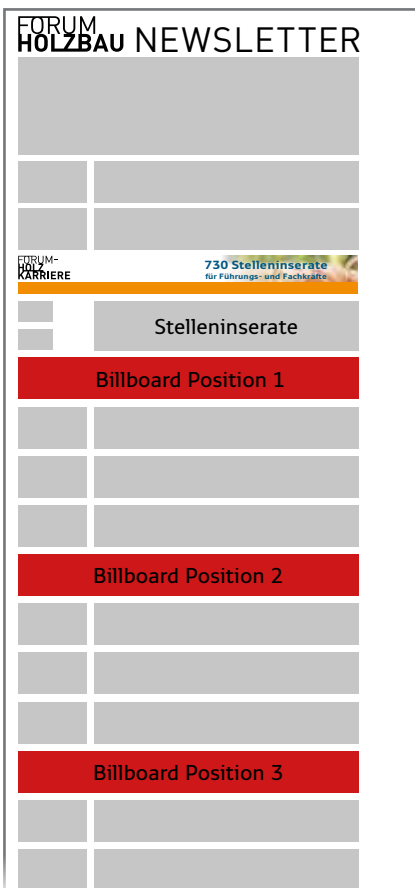 FORUM
HOLZBAU NEWSLETTER
FORUM-
HOLZ
KARRIERE
730 Stelleninserate
für Führungs- und Fachkräfte
Stelleninserate
Billboard Position 1
Billboard Position 2
Billboard Position 3